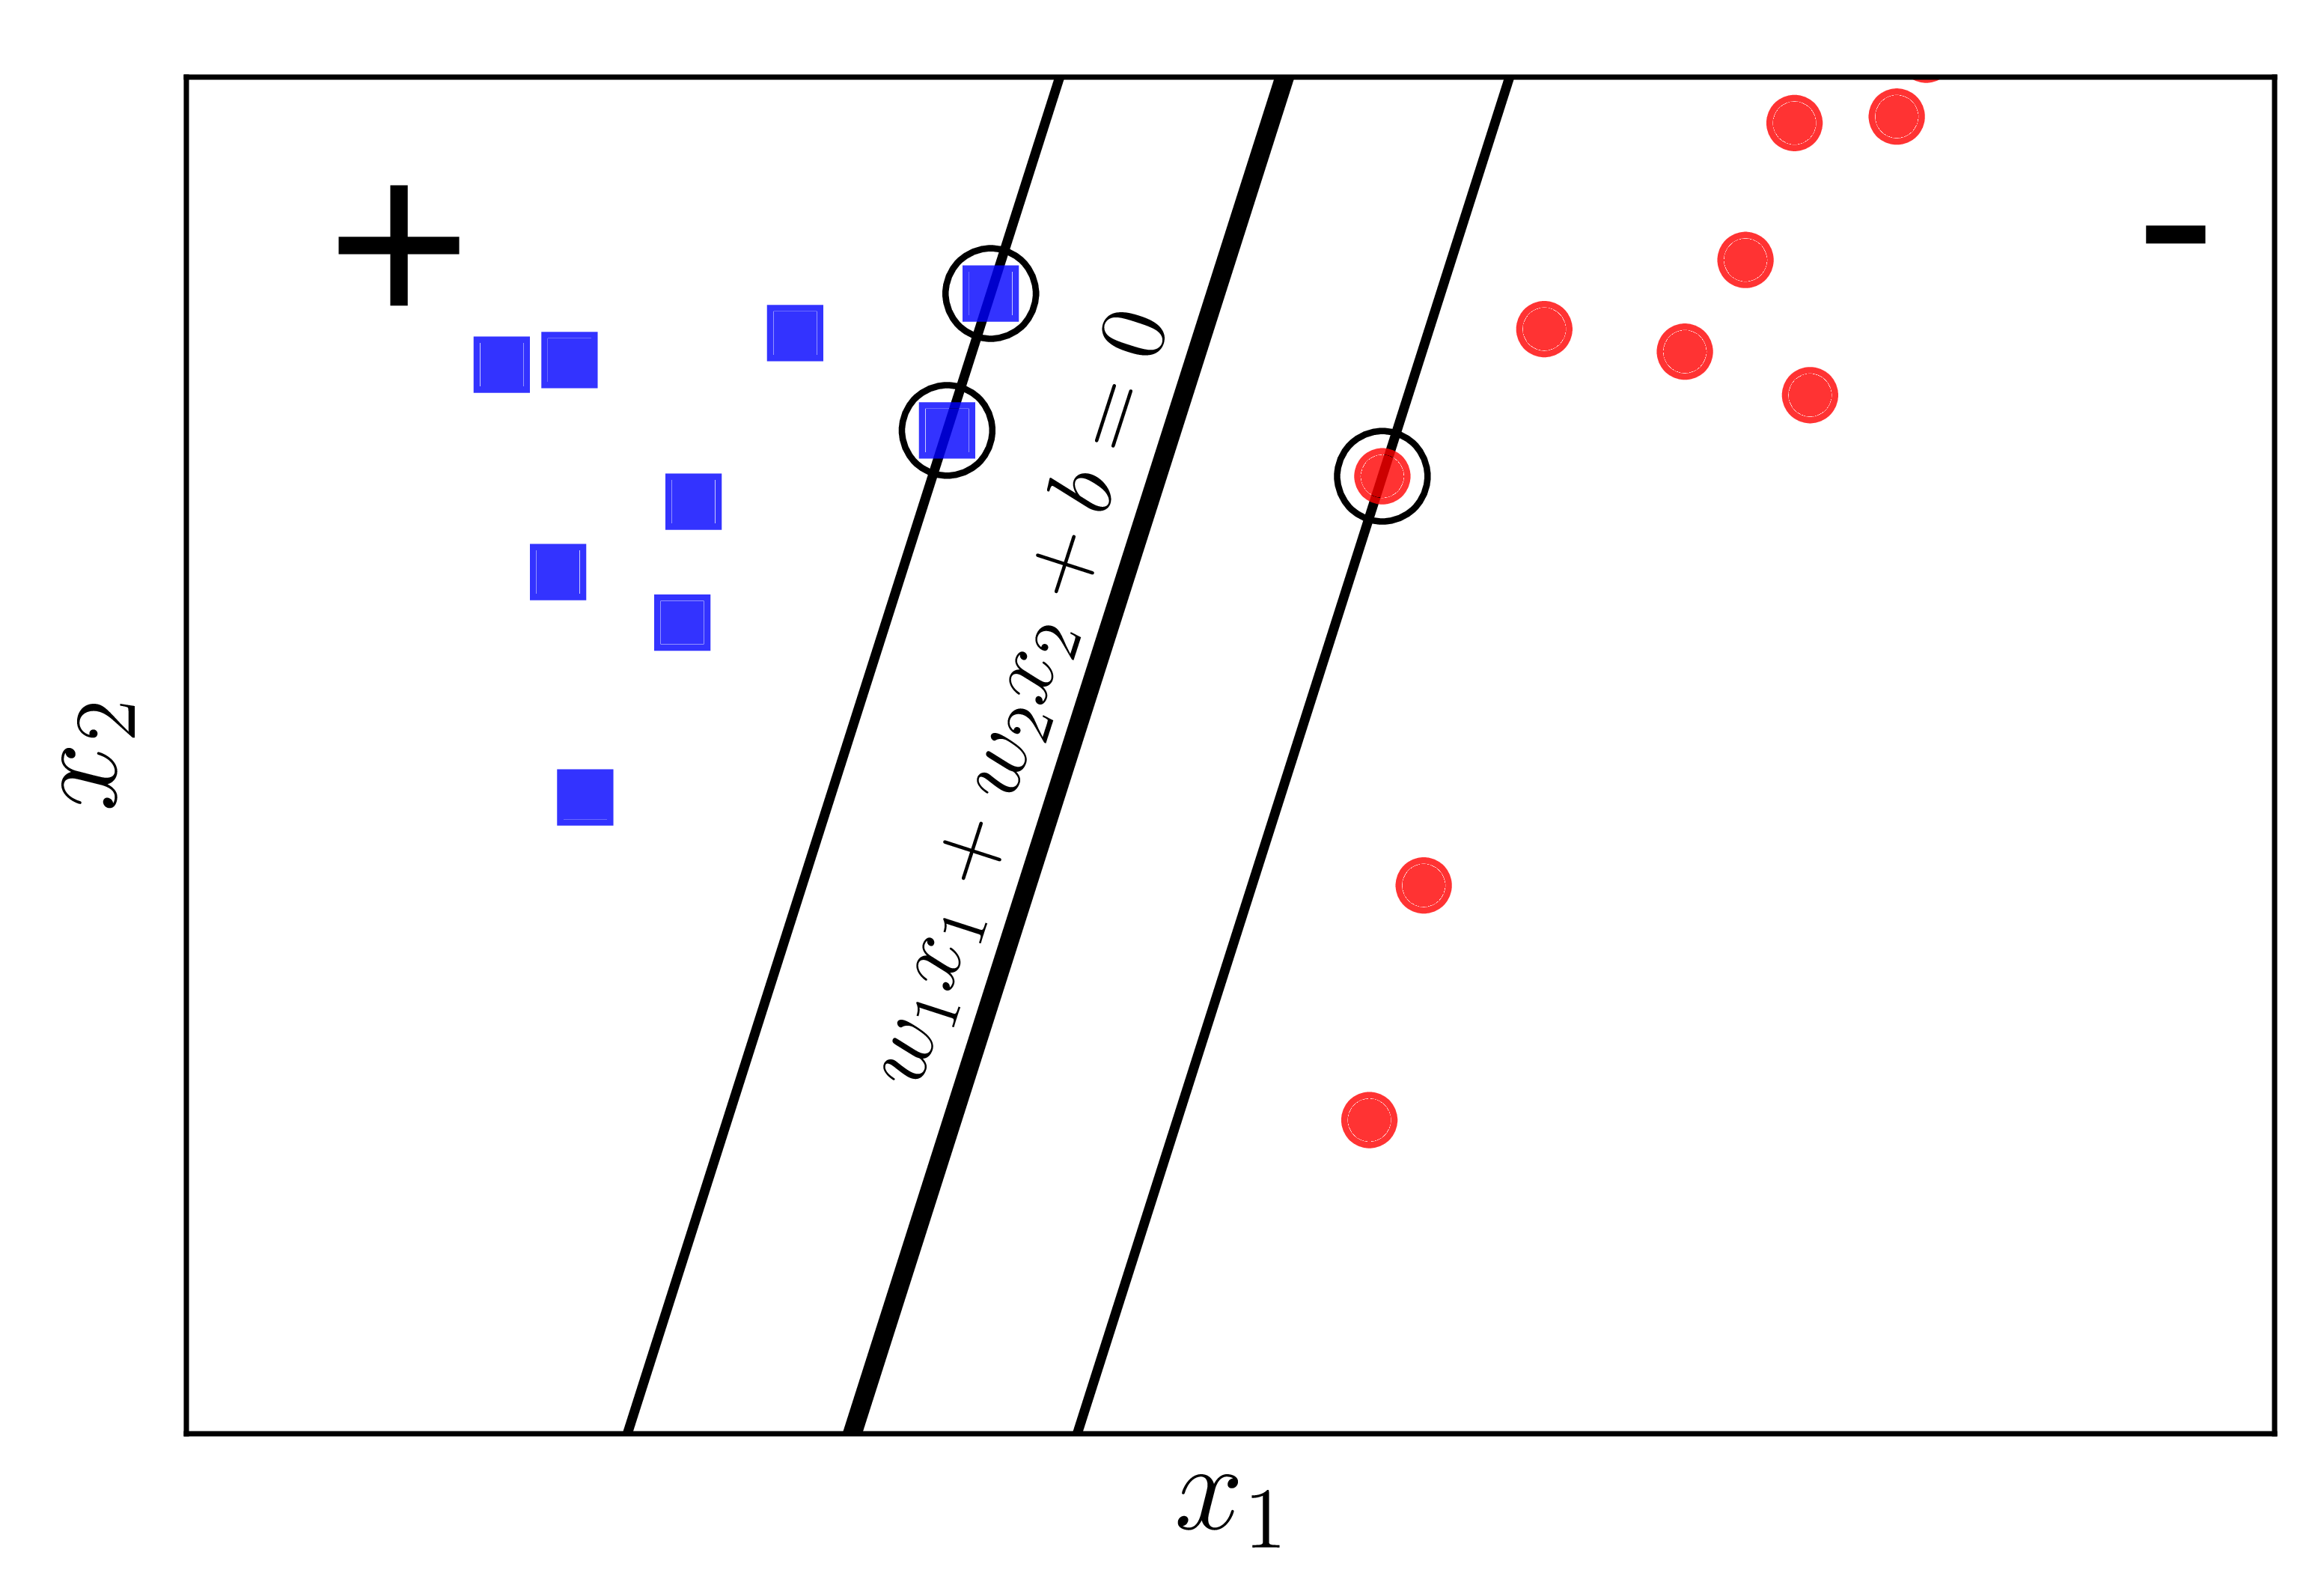 +
-
w₁x₁ + w₂x₂ + b = 0
x₂
x₁